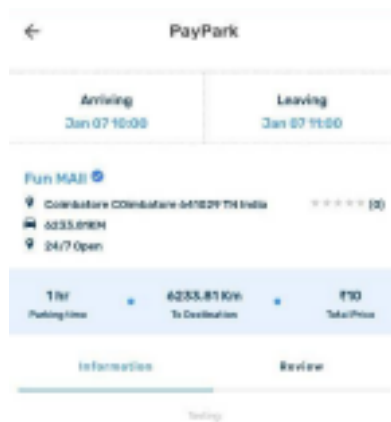 ← PayPark
Arriving Leaving
Jan 07 10:00 Jan 07 11:00
Fun MAll
Coimbatore COimbatore 641029 TN India ★★★★★ (0)
6233.81KM
24/7 Open
1 hr 6233.81 Km ₹10
Parking time To Destination Total Price
Information Review
Testing